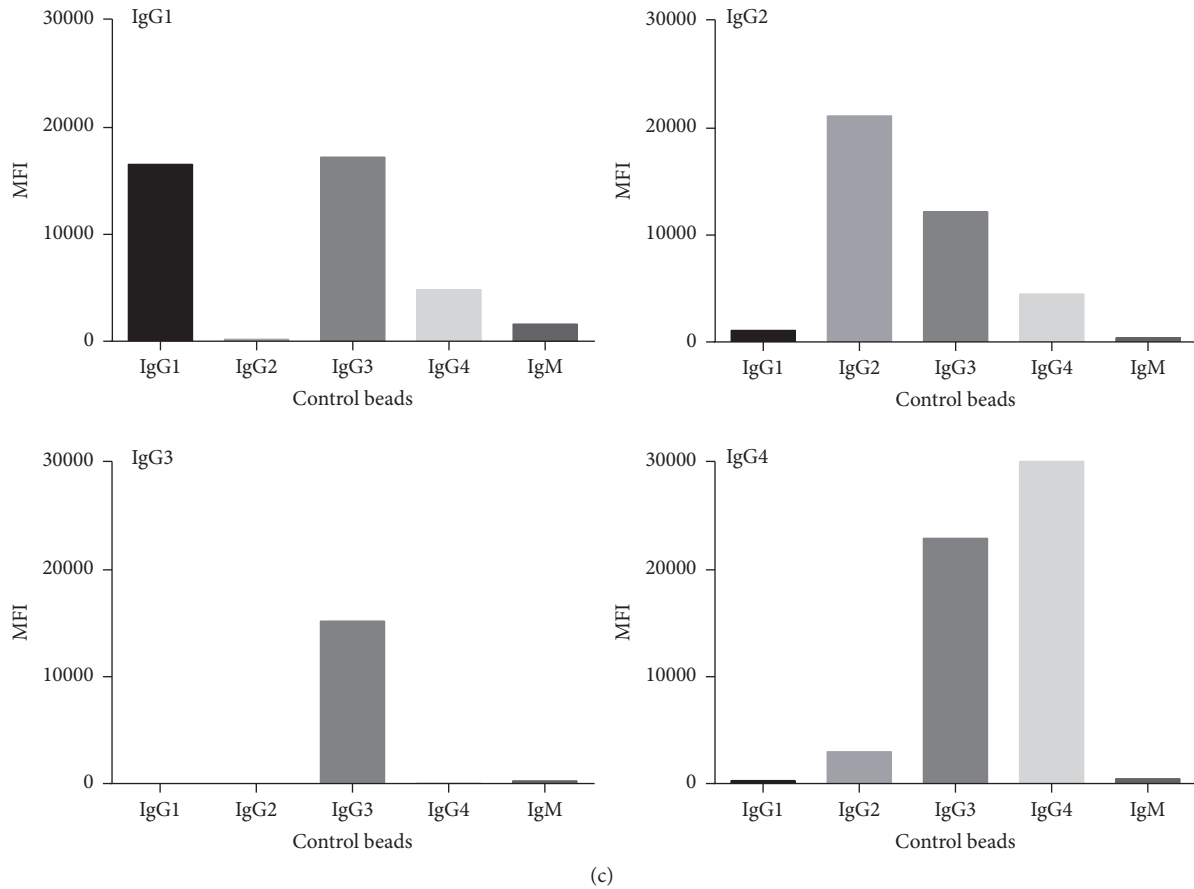 IgG1
30000
20000
10000
0
MFI
IgG1 IgG2 IgG3 IgG4 IgM
Control beads
IgG2
30000
20000
10000
0
MFI
IgG1 IgG2 IgG3 IgG4 IgM
Control beads
IgG3
30000
20000
10000
0
MFI
IgG1 IgG2 IgG3 IgG4 IgM
Control beads
IgG4
30000
20000
10000
0
MFI
IgG1 IgG2 IgG3 IgG4 IgM
Control beads
(c)